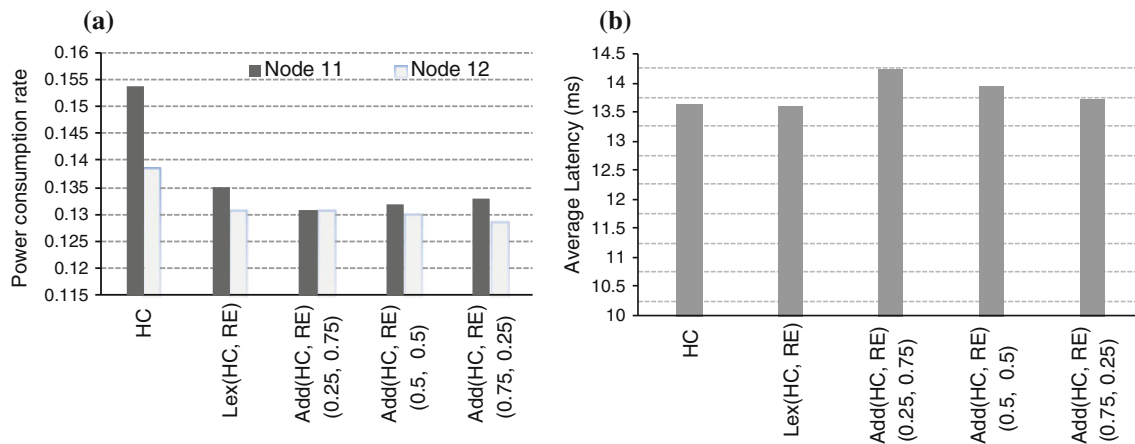 (a)
Power consumption rate
0.16
0.155
0.15
0.145
0.14
0.135
0.13
0.125
0.12
0.115
Node 11
Node 12
HC
Lex(HC, RE)
Add(HC, RE)
(0.25, 0.75)
Add(HC, RE)
(0.5, 0.5)
Add(HC, RE)
(0.75, 0.25)
(b)
Average Latency (ms)
14.5
14
13.5
13
12.5
12
11.5
11
10.5
10
HC
Lex(HC, RE)
Add(HC, RE)
(0.25, 0.75)
Add(HC, RE)
(0.5, 0.5)
Add(HC, RE)
(0.75, 0.25)